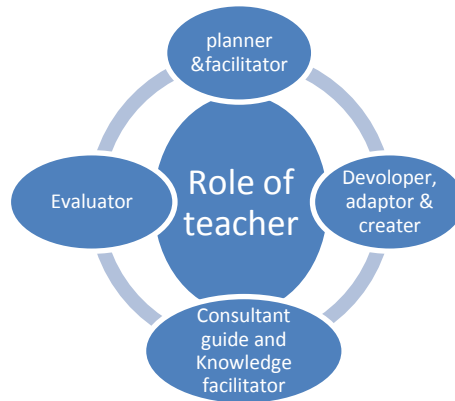 planner
&facilitator
Role of
teacher
Devoloper,
adaptor &
creater
Consultant
guide and
Knowledge
facilitator
Evaluator